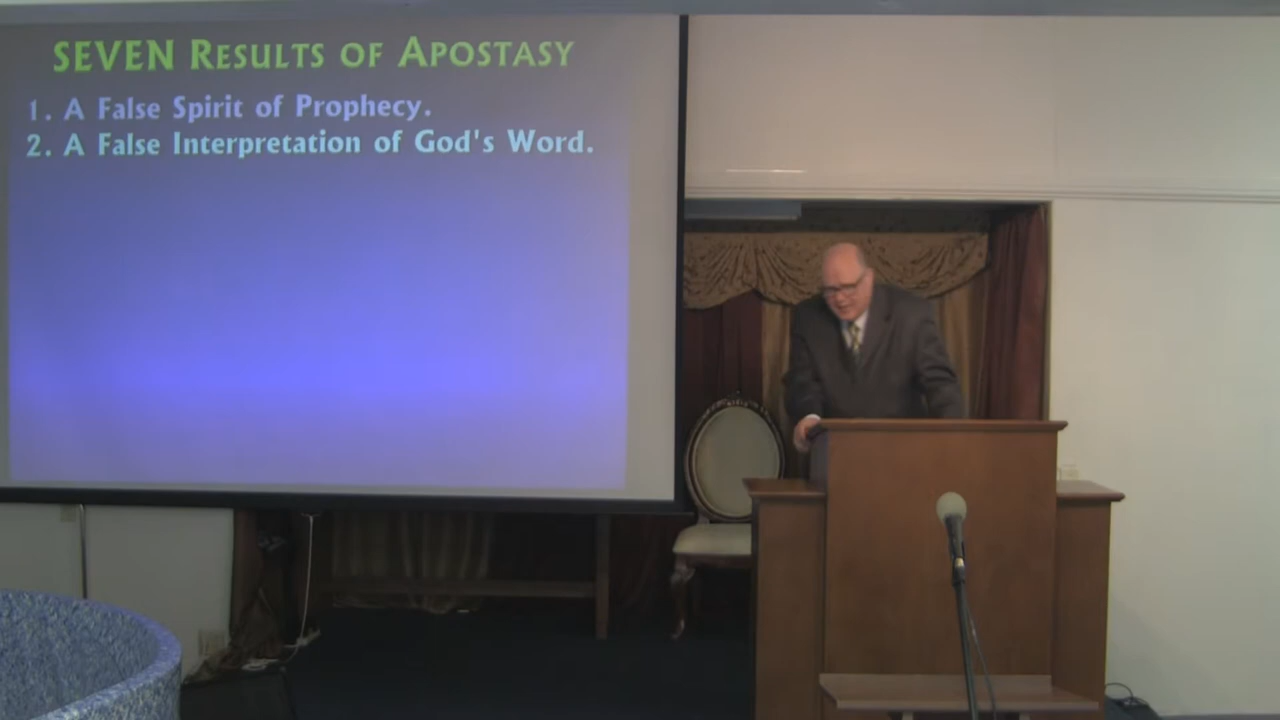 SEVEN RESULTS OF APOSTASY
1. A False Spirit of Prophecy.
2. A False Interpretation of God's Word.